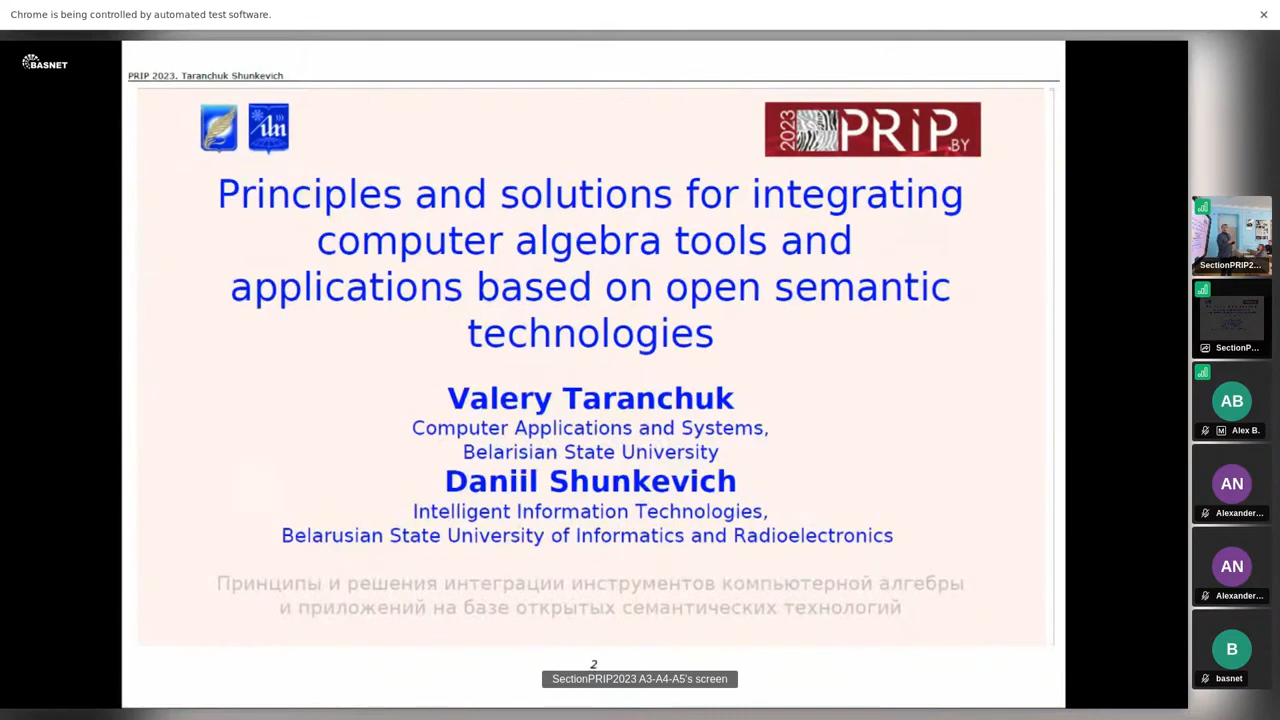 Chrome is being controlled by automated test software.
BASNET
PRIP 2023. Taranchuk Shunkevich
2023 PRIP.BY
Principles and solutions for integrating
computer algebra tools and
applications based on open semantic
technologies
Valery Taranchuk
Computer Applications and Systems,
Belarisian State University
Daniil Shunkevich
Intelligent Information Technologies,
Belarusian State University of Informatics and Radioelectronics
Принципы и решения интеграции инструментов компьютерной алгебры
и приложений на базе открытых семантических технологий
2
SectionPRIP2023 A3-A4-A5's screen
SectionPRIP2...
SectionP...
AB
M Alex B.
AN
Alexander...
AN
Alexander...
B
basnet